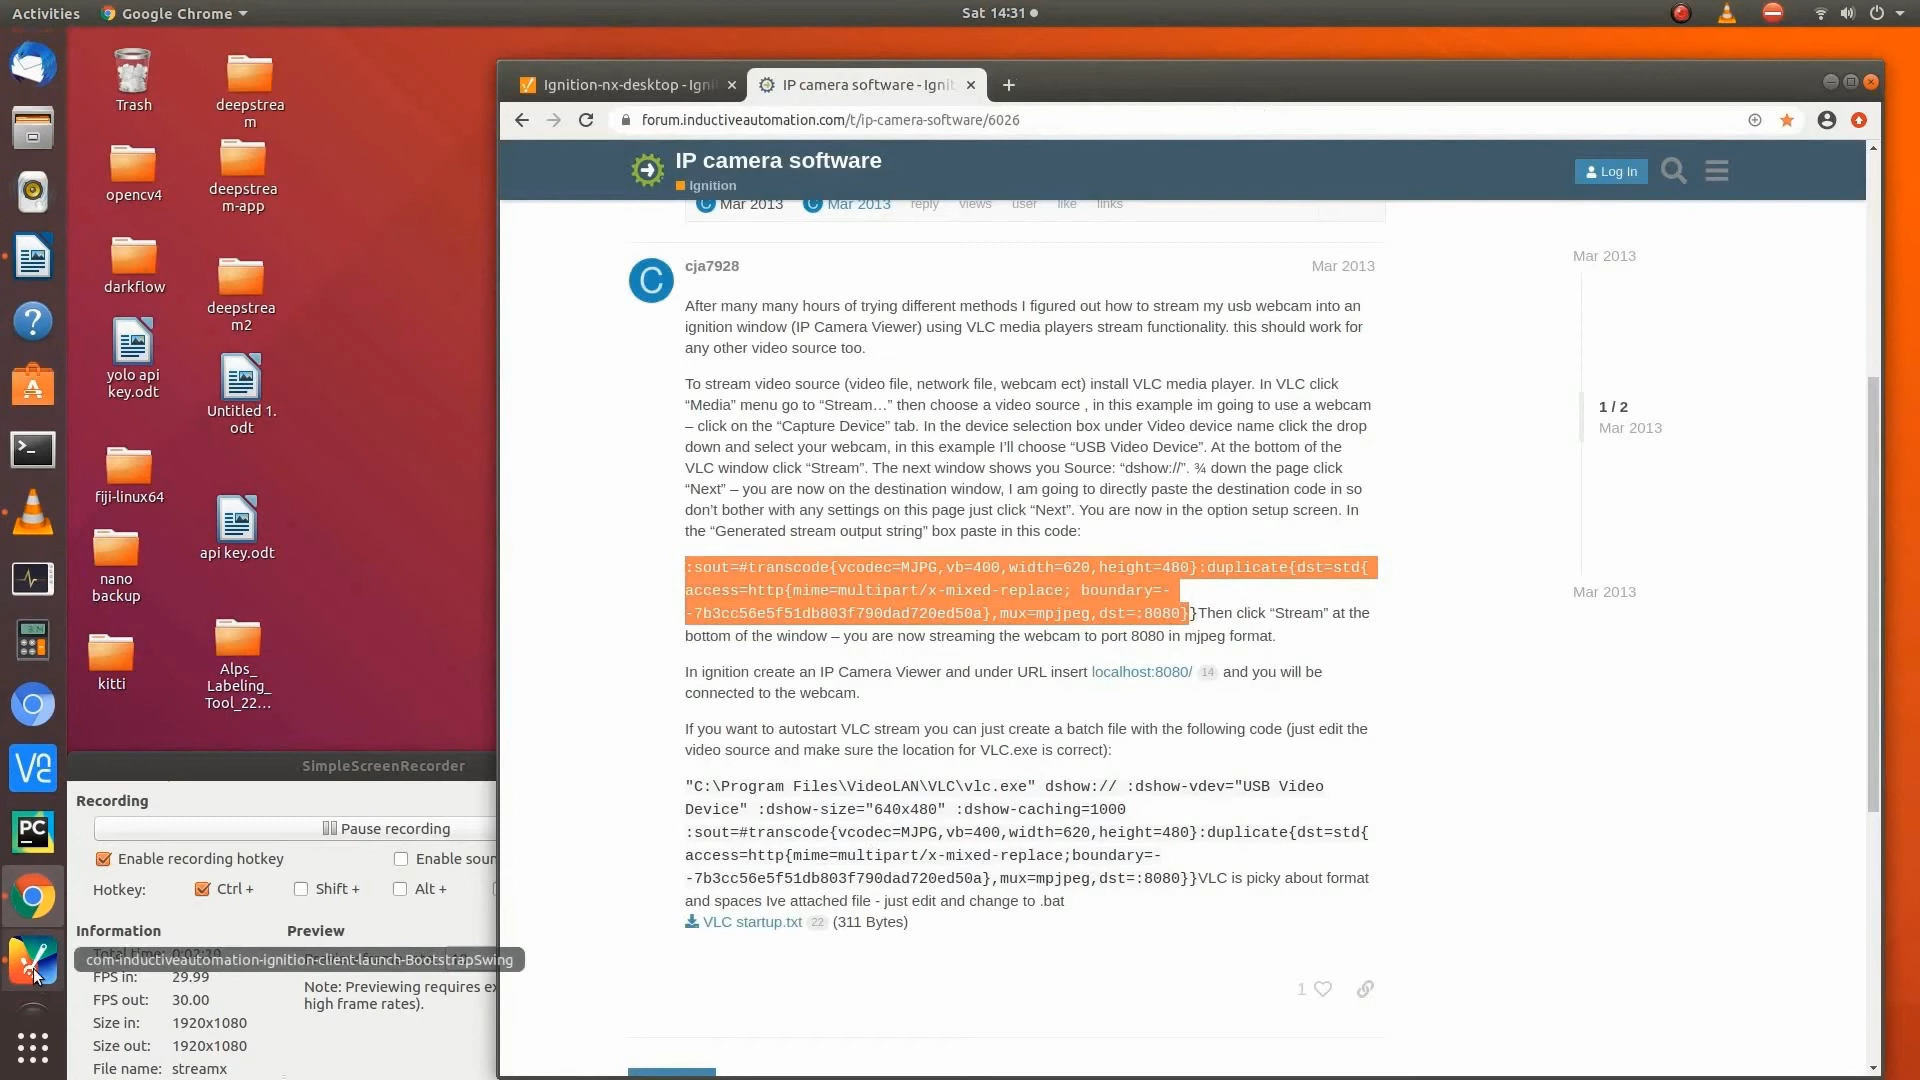 Activities
Google Chrome
Sat 14:31
Trash
deepstrea
m
opencv4
deepstrea
m-app
darkflow
deepstrea
m2
yolo api
key.odt
Untitled 1.
odt
fiji-linux64
api key.odt
nano
backup
kitti
Alps_
Labeling_
Tool_22...
SimpleScreenRecorder
Recording
Pause recording
Enable recording hotkey
Enable soun
Hotkey:
Ctrl +
Shift +
Alt +
Information
Preview
com-inductiveautomation-ignition-client-launch-BootstrapSwing
FPS in: 29.99
FPS out: 30.00
Size in: 1920x1080
Size out: 1920x1080
File name: streamx
Note: Previewing requires ex
high frame rates).
Ignition-nx-desktop - Igni
IP camera software - Ignit
forum.inductiveautomation.com/t/ip-camera-software/6026
IP camera software
Ignition
Log In
C Mar 2013
C Mar 2013
reply
views
user
like
links
C
cja7928
Mar 2013
After many many hours of trying different methods I figured out how to stream my usb webcam into an
ignition window (IP Camera Viewer) using VLC media players stream functionality. this should work for
any other video source too.
To stream video source (video file, network file, webcam ect) install VLC media player. In VLC click
“Media” menu go to “Stream…” then choose a video source , in this example im going to use a webcam
– click on the “Capture Device” tab. In the device selection box under Video device name click the drop
down and select your webcam, in this example I’ll choose “USB Video Device”. At the bottom of the
VLC window click “Stream”. The next window shows you Source: “dshow://”. ¾ down the page click
“Next” – you are now on the destination window, I am going to directly paste the destination code in so
don’t bother with any settings on this page just click “Next”. You are now in the option setup screen. In
the “Generated stream output string” box paste in this code:
:sout=#transcode{vcodec=MJPG,vb=400,width=620,height=480}:duplicate{dst=std{
access=http{mime=multipart/x-mixed-replace; boundary=-
-7b3cc56e5f51db803f790dad720ed50a},mux=mpjpeg,dst=:8080}}Then click “Stream” at the
bottom of the window – you are now streaming the webcam to port 8080 in mjpeg format.
In ignition create an IP Camera Viewer and under URL insert localhost:8080/ 14 and you will be
connected to the webcam.
If you want to autostart VLC stream you can just create a batch file with the following code (just edit the
video source and make sure the location for VLC.exe is correct):
"C:\Program Files\VideoLAN\VLC\vlc.exe" dshow:// :dshow-vdev="USB Video
Device" :dshow-size="640x480" :dshow-caching=1000
:sout=#transcode{vcodec=MJPG,vb=400,width=620,height=480}:duplicate{dst=std{
access=http{mime=multipart/x-mixed-replace;boundary=-
-7b3cc56e5f51db803f790dad720ed50a},mux=mpjpeg,dst=:8080}}VLC is picky about format
and spaces Ive attached file - just edit and change to .bat
VLC startup.txt 22 (311 Bytes)
1
Mar 2013
1 / 2
Mar 2013
Mar 2013
VNC
PC